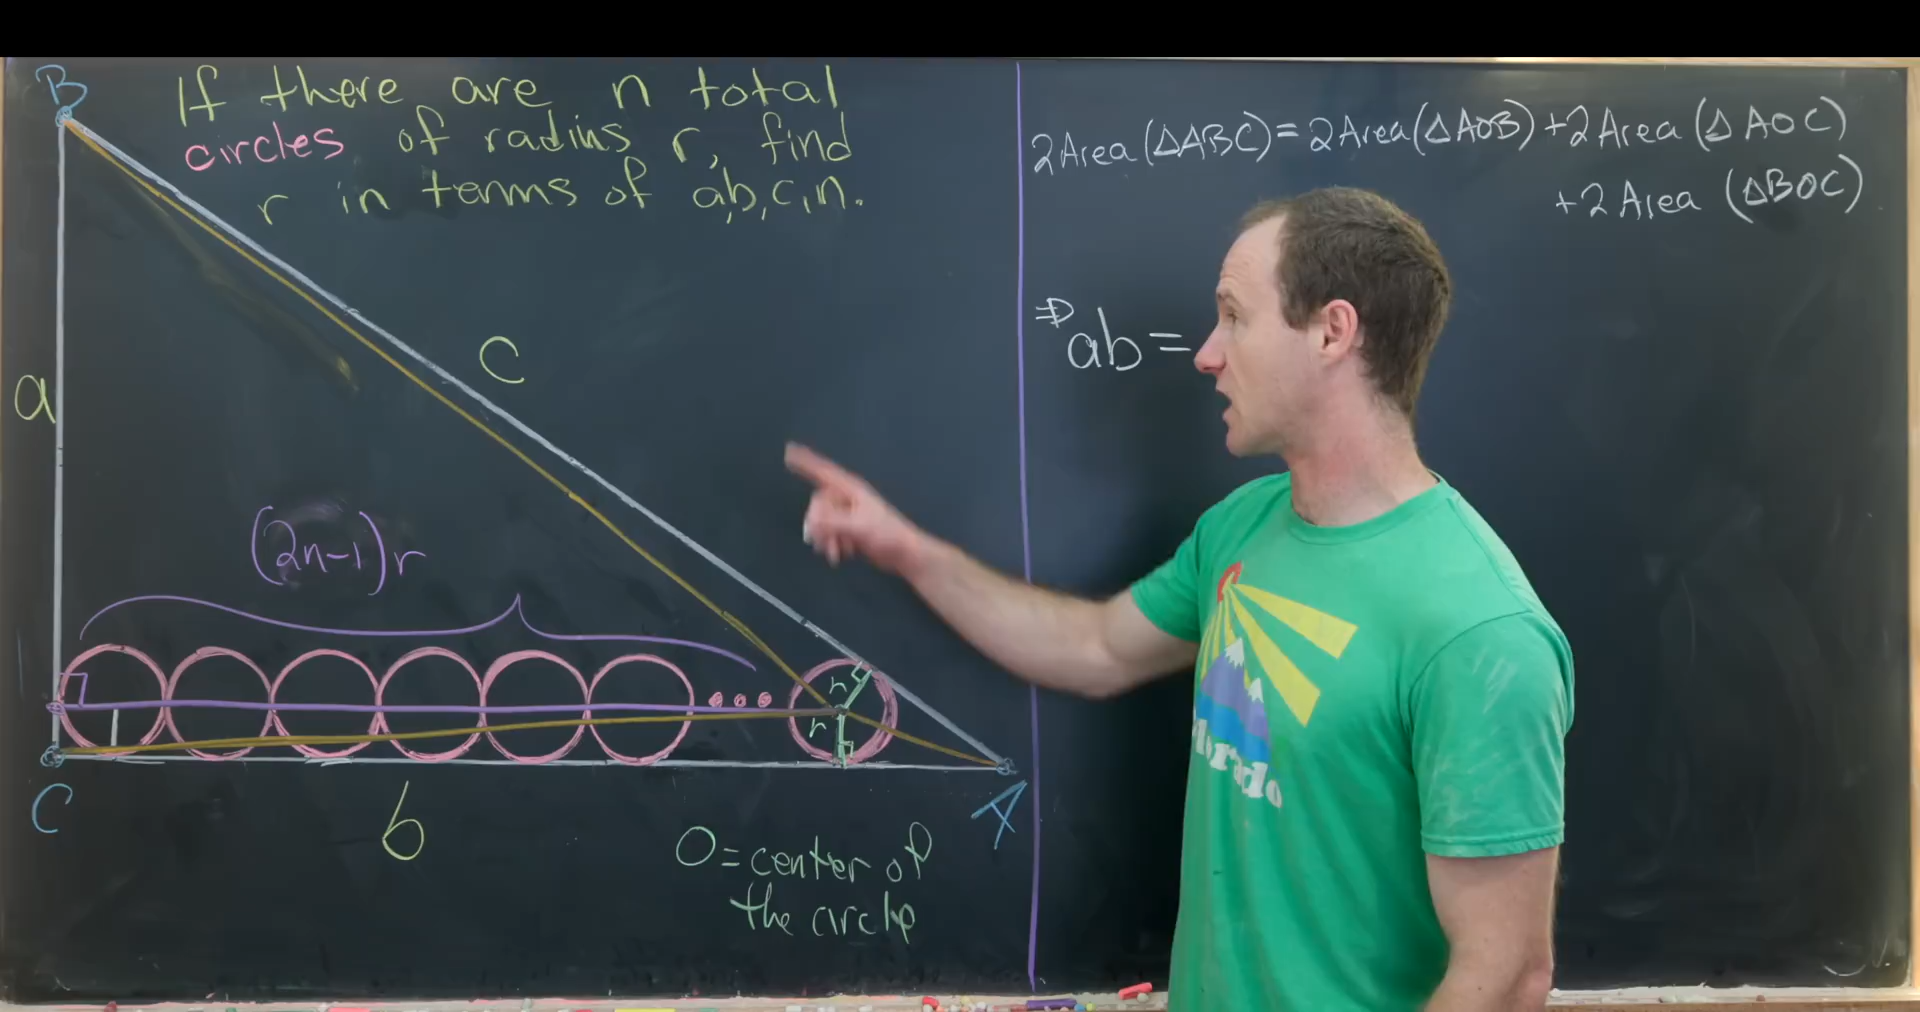 B
If there are n total
circles of radius r, find
r in terms of a,b,c,n.
c
a
(2n-1)r
r
r
C
b
A
O=center of
the circle
2Area(△ABC)=2Area(△AOB)+2Area(△AOC)
+2Area(△BOC)
⇒ ab=